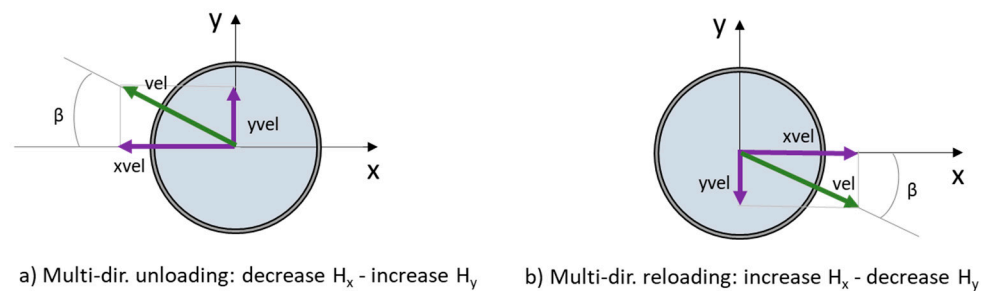 y
vel
β
yvel
xvel
x
a) Multi-dir. unloading: decrease Hx - increase Hy
y
xvel
yvel
vel
β
x
b) Multi-dir. reloading: increase Hx - decrease Hy